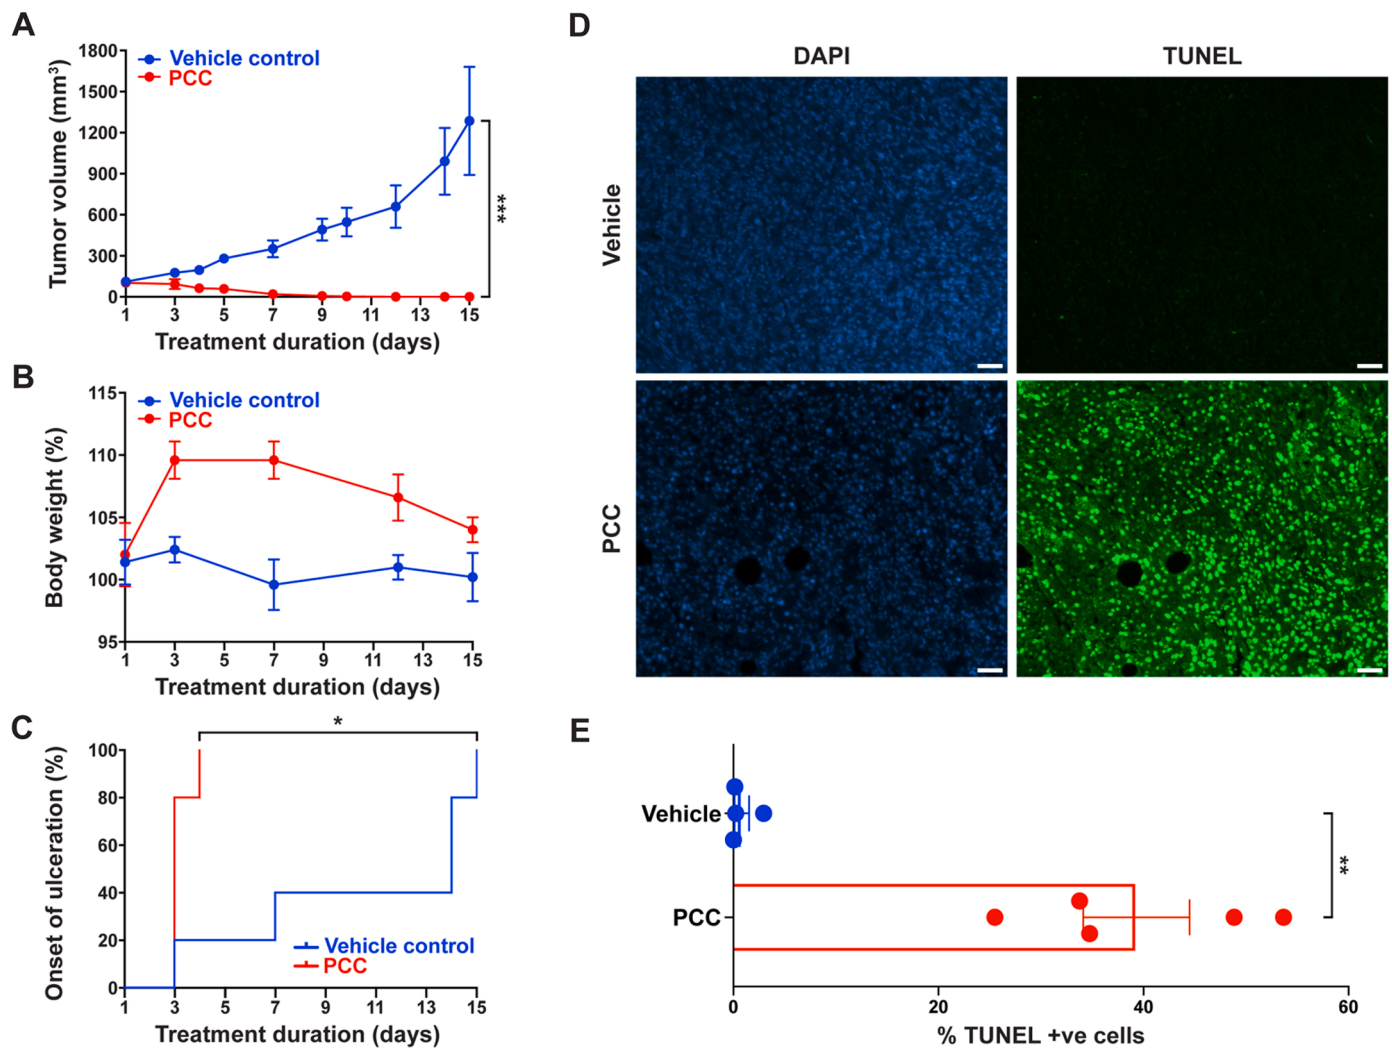 A
Tumor volume (mm³)
1800
1500
1200
900
600
300
0
Vehicle control
PCC
***
1 3 5 7 9 11 13 15
Treatment duration (days)
B
Body weight (%)
115
110
105
100
95
Vehicle control
PCC
1 3 5 7 9 11 13 15
Treatment duration (days)
C
Onset of ulceration (%)
100
80
60
40
20
0
*
Vehicle control
PCC
1 3 5 7 9 11 13 15
Treatment duration (days)
D
DAPI TUNEL
Vehicle
PCC
E
Vehicle
PCC
**
0 20 40 60
% TUNEL +ve cells